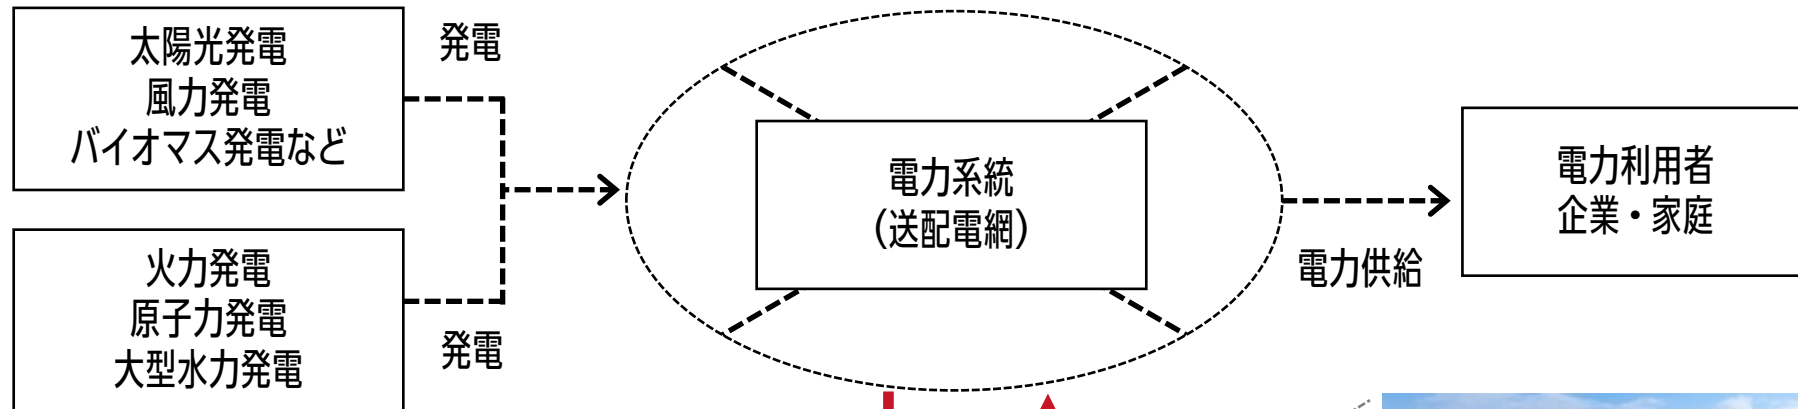 太陽光発電
風力発電
バイオマス発電など
発電
火力発電
原子力発電
大型水力発電
発電
電力系統
(送配電網)
電力供給
電力利用者
企業・家庭